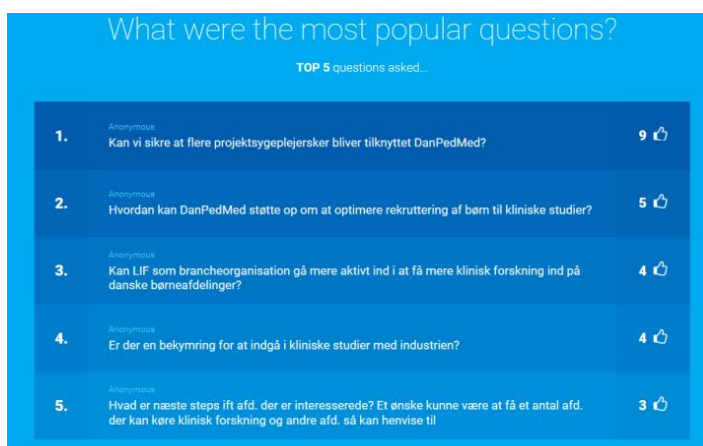 What were the most popular questions?
TOP 5 questions asked...
1.
Anonymous
Kan vi sikre at flere projektsygeplejersker bliver tilknyttet DanPedMed?
9
2.
Anonymous
Hvordan kan DanPedMed støtte op om at optimere rekruttering af børn til kliniske studier?
5
3.
Anonymous
Kan LIF som brancheorganisation gå mere aktivt ind i at få mere klinisk forskning ind på
danske børneafdelinger?
4
4.
Anonymous
Er der en bekymring for at indgå i kliniske studier med industrien?
4
5.
Anonymous
Hvad er næste steps ift afd. der er interesserede? Et ønske kunne være at få et antal afd.
der kan køre klinisk forskning og andre afd. så kan henvise til
3